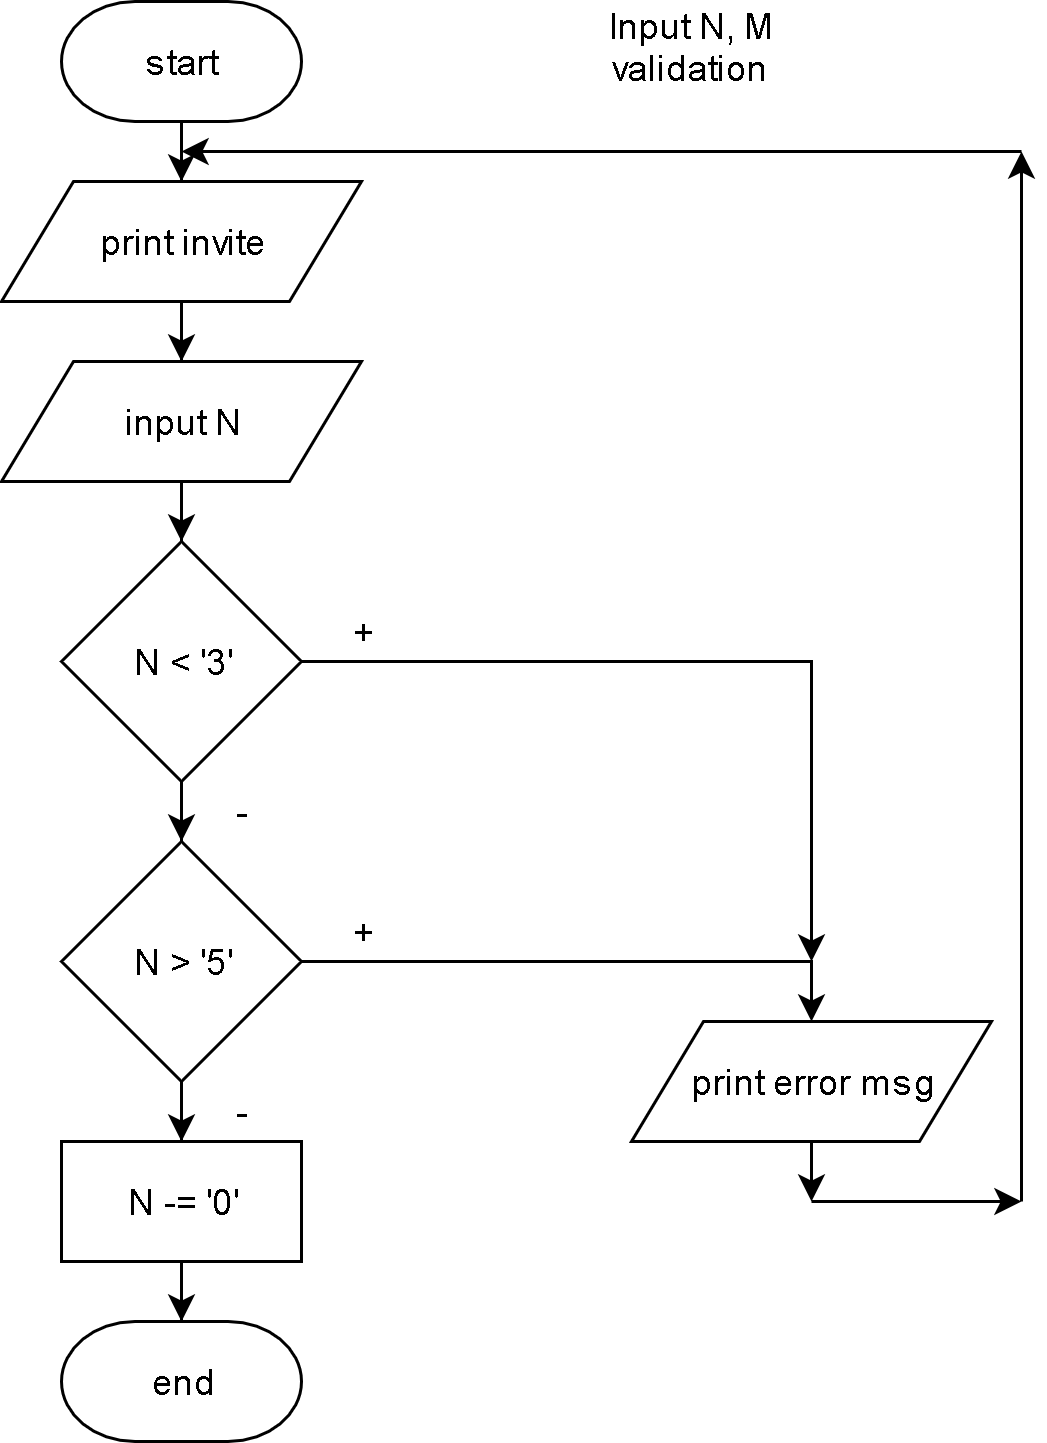 start
Input N, M
validation
print invite
input N
N < '3'
+
-
N > '5'
+
-
print error msg
N -= '0'
end